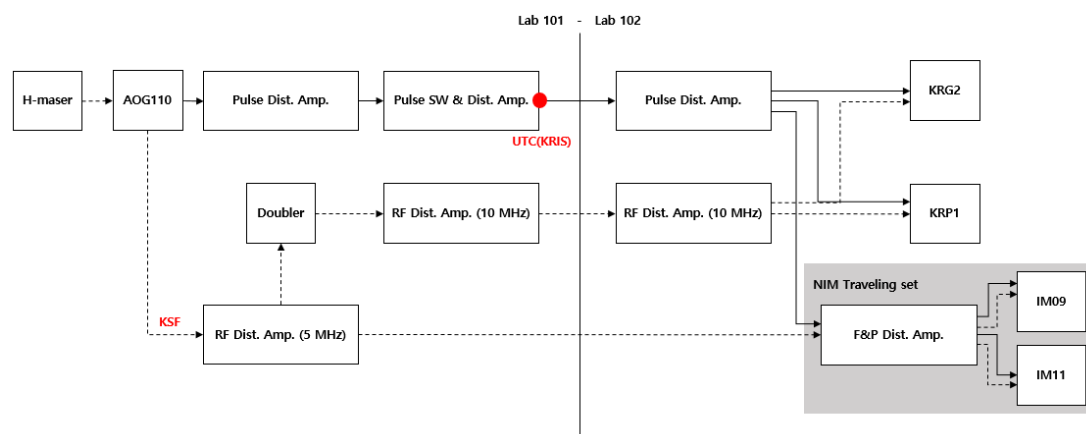 Lab 101 - Lab 102
H-maser
AOG110
Pulse Dist. Amp.
Pulse SW & Dist. Amp.
Pulse Dist. Amp.
KRG2
UTC(KRIS)
Doubler
RF Dist. Amp. (10 MHz)
RF Dist. Amp. (10 MHz)
KRP1
NIM Traveling set
IM09
KSF
RF Dist. Amp. (5 MHz)
F&P Dist. Amp.
IM11